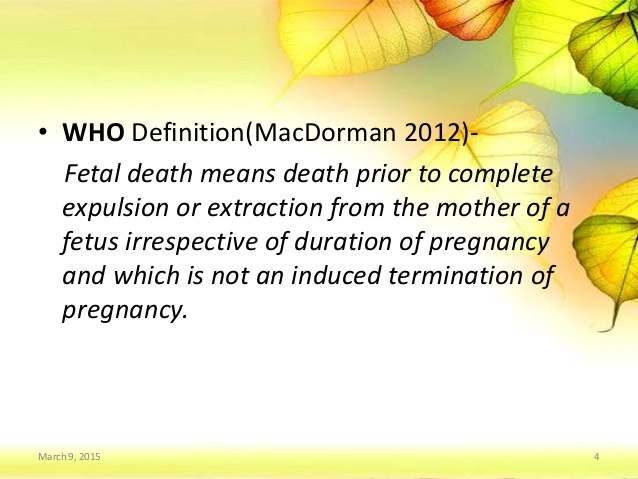 • WHO Definition(MacDorman 2012)-
Fetal death means death prior to complete
expulsion or extraction from the mother of a
fetus irrespective of duration of pregnancy
and which is not an induced termination of
pregnancy.
March 9, 2015
4